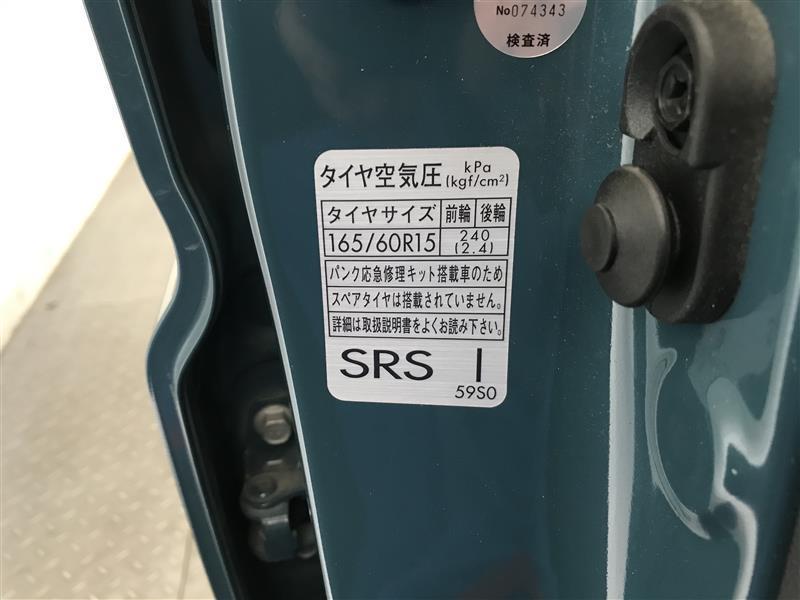 No074343
検査済
タイヤ空気圧 kPa (kgf/cm²)
タイヤサイズ 前輪 後輪
165/60R15 240 (2.4)
パンク応急修理キット搭載車のため
スペアタイヤは搭載されていません。
詳細は取扱説明書をよくお読み下さい。
SRS I
59S0